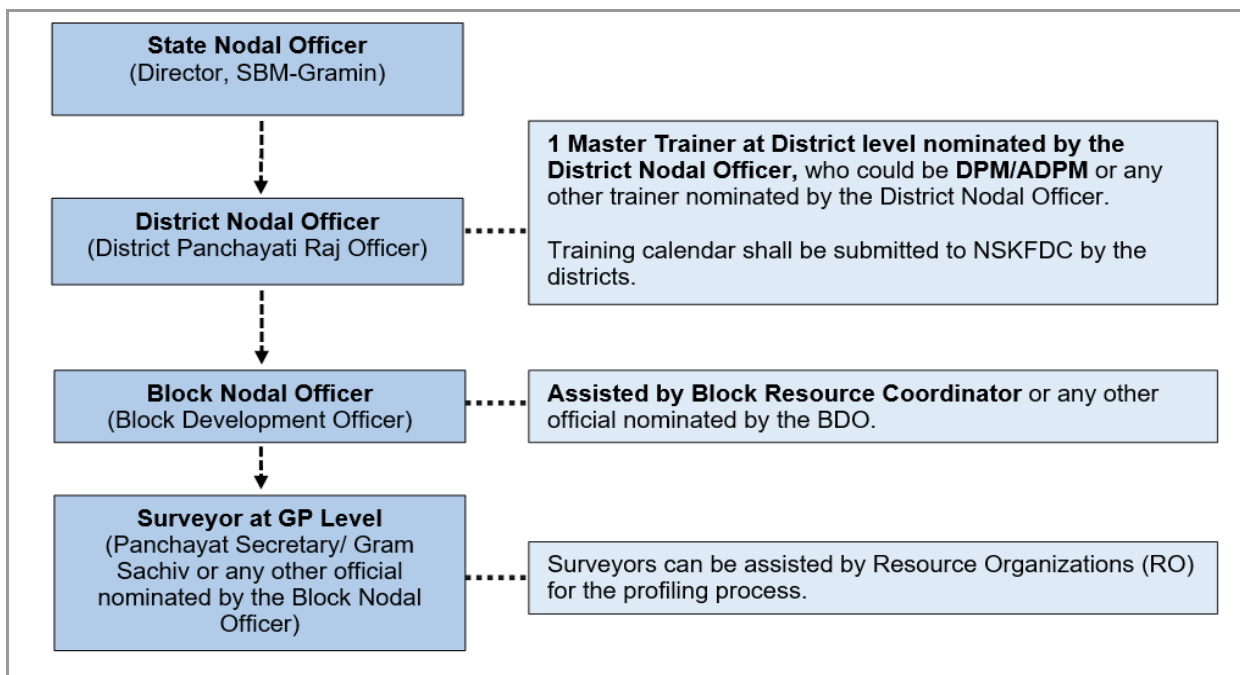 State Nodal Officer
(Director, SBM-Gramin)
1 Master Trainer at District level nominated by the
District Nodal Officer, who could be DPM/ADPM or any
other trainer nominated by the District Nodal Officer.
Training calendar shall be submitted to NSKFDC by the
districts.
District Nodal Officer
(District Panchayati Raj Officer)
Block Nodal Officer
(Block Development Officer)
Assisted by Block Resource Coordinator or any other
official nominated by the BDO.
Surveyor at GP Level
(Panchayat Secretary/ Gram
Sachiv or any other official
nominated by the Block Nodal
Officer)
Surveyors can be assisted by Resource Organizations (RO)
for the profiling process.